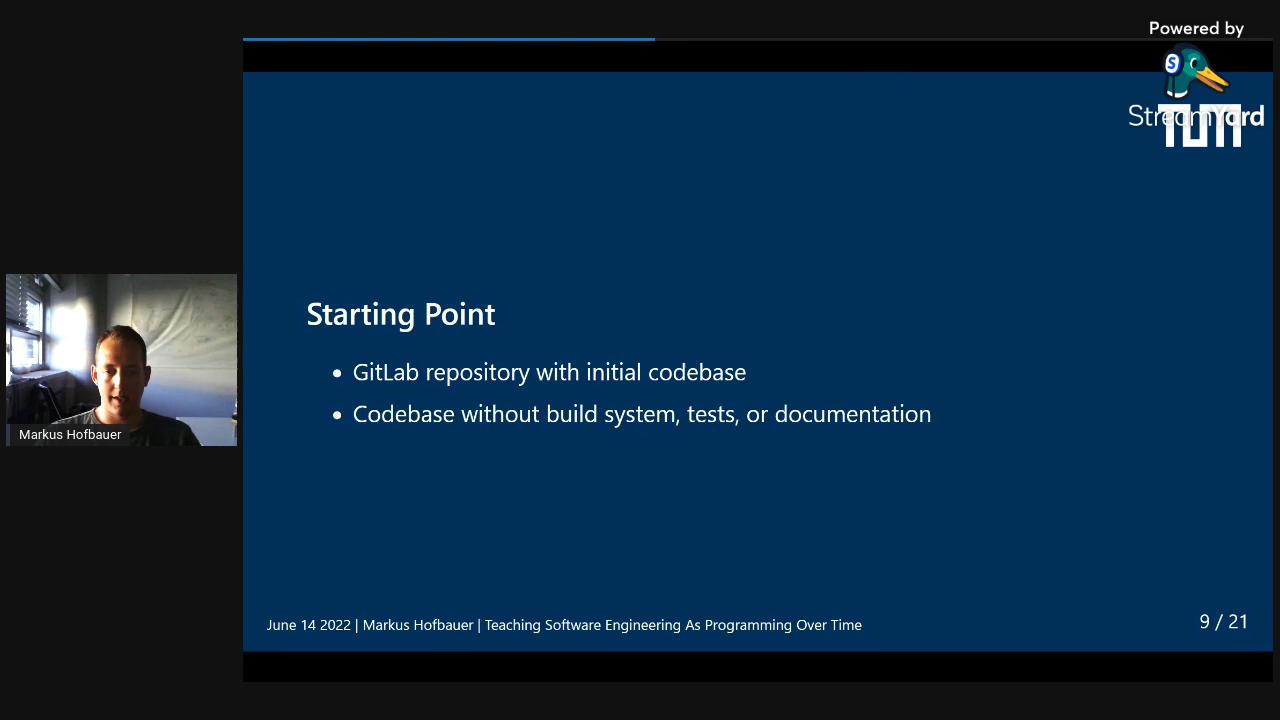 Powered by
S
StreamYard
TUM
Starting Point
• GitLab repository with initial codebase
• Codebase without build system, tests, or documentation
Markus Hofbauer
June 14 2022 | Markus Hofbauer | Teaching Software Engineering As Programming Over Time
9 / 21